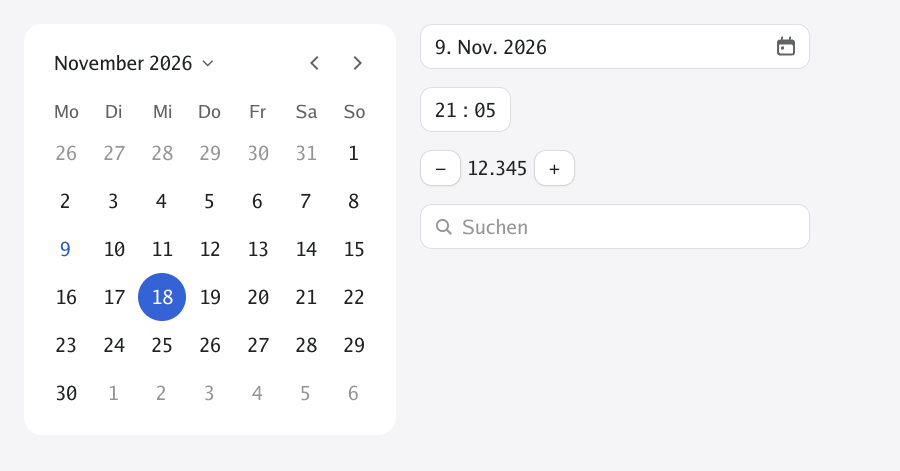 November 2026
Mo Di Mi Do Fr Sa So
26 27 28 29 30 31 1
2 3 4 5 6 7 8
9 10 11 12 13 14 15
16 17 18 19 20 21 22
23 24 25 26 27 28 29
30 1 2 3 4 5 6
9. Nov. 2026
21 : 05
− 12.345 +
Suchen